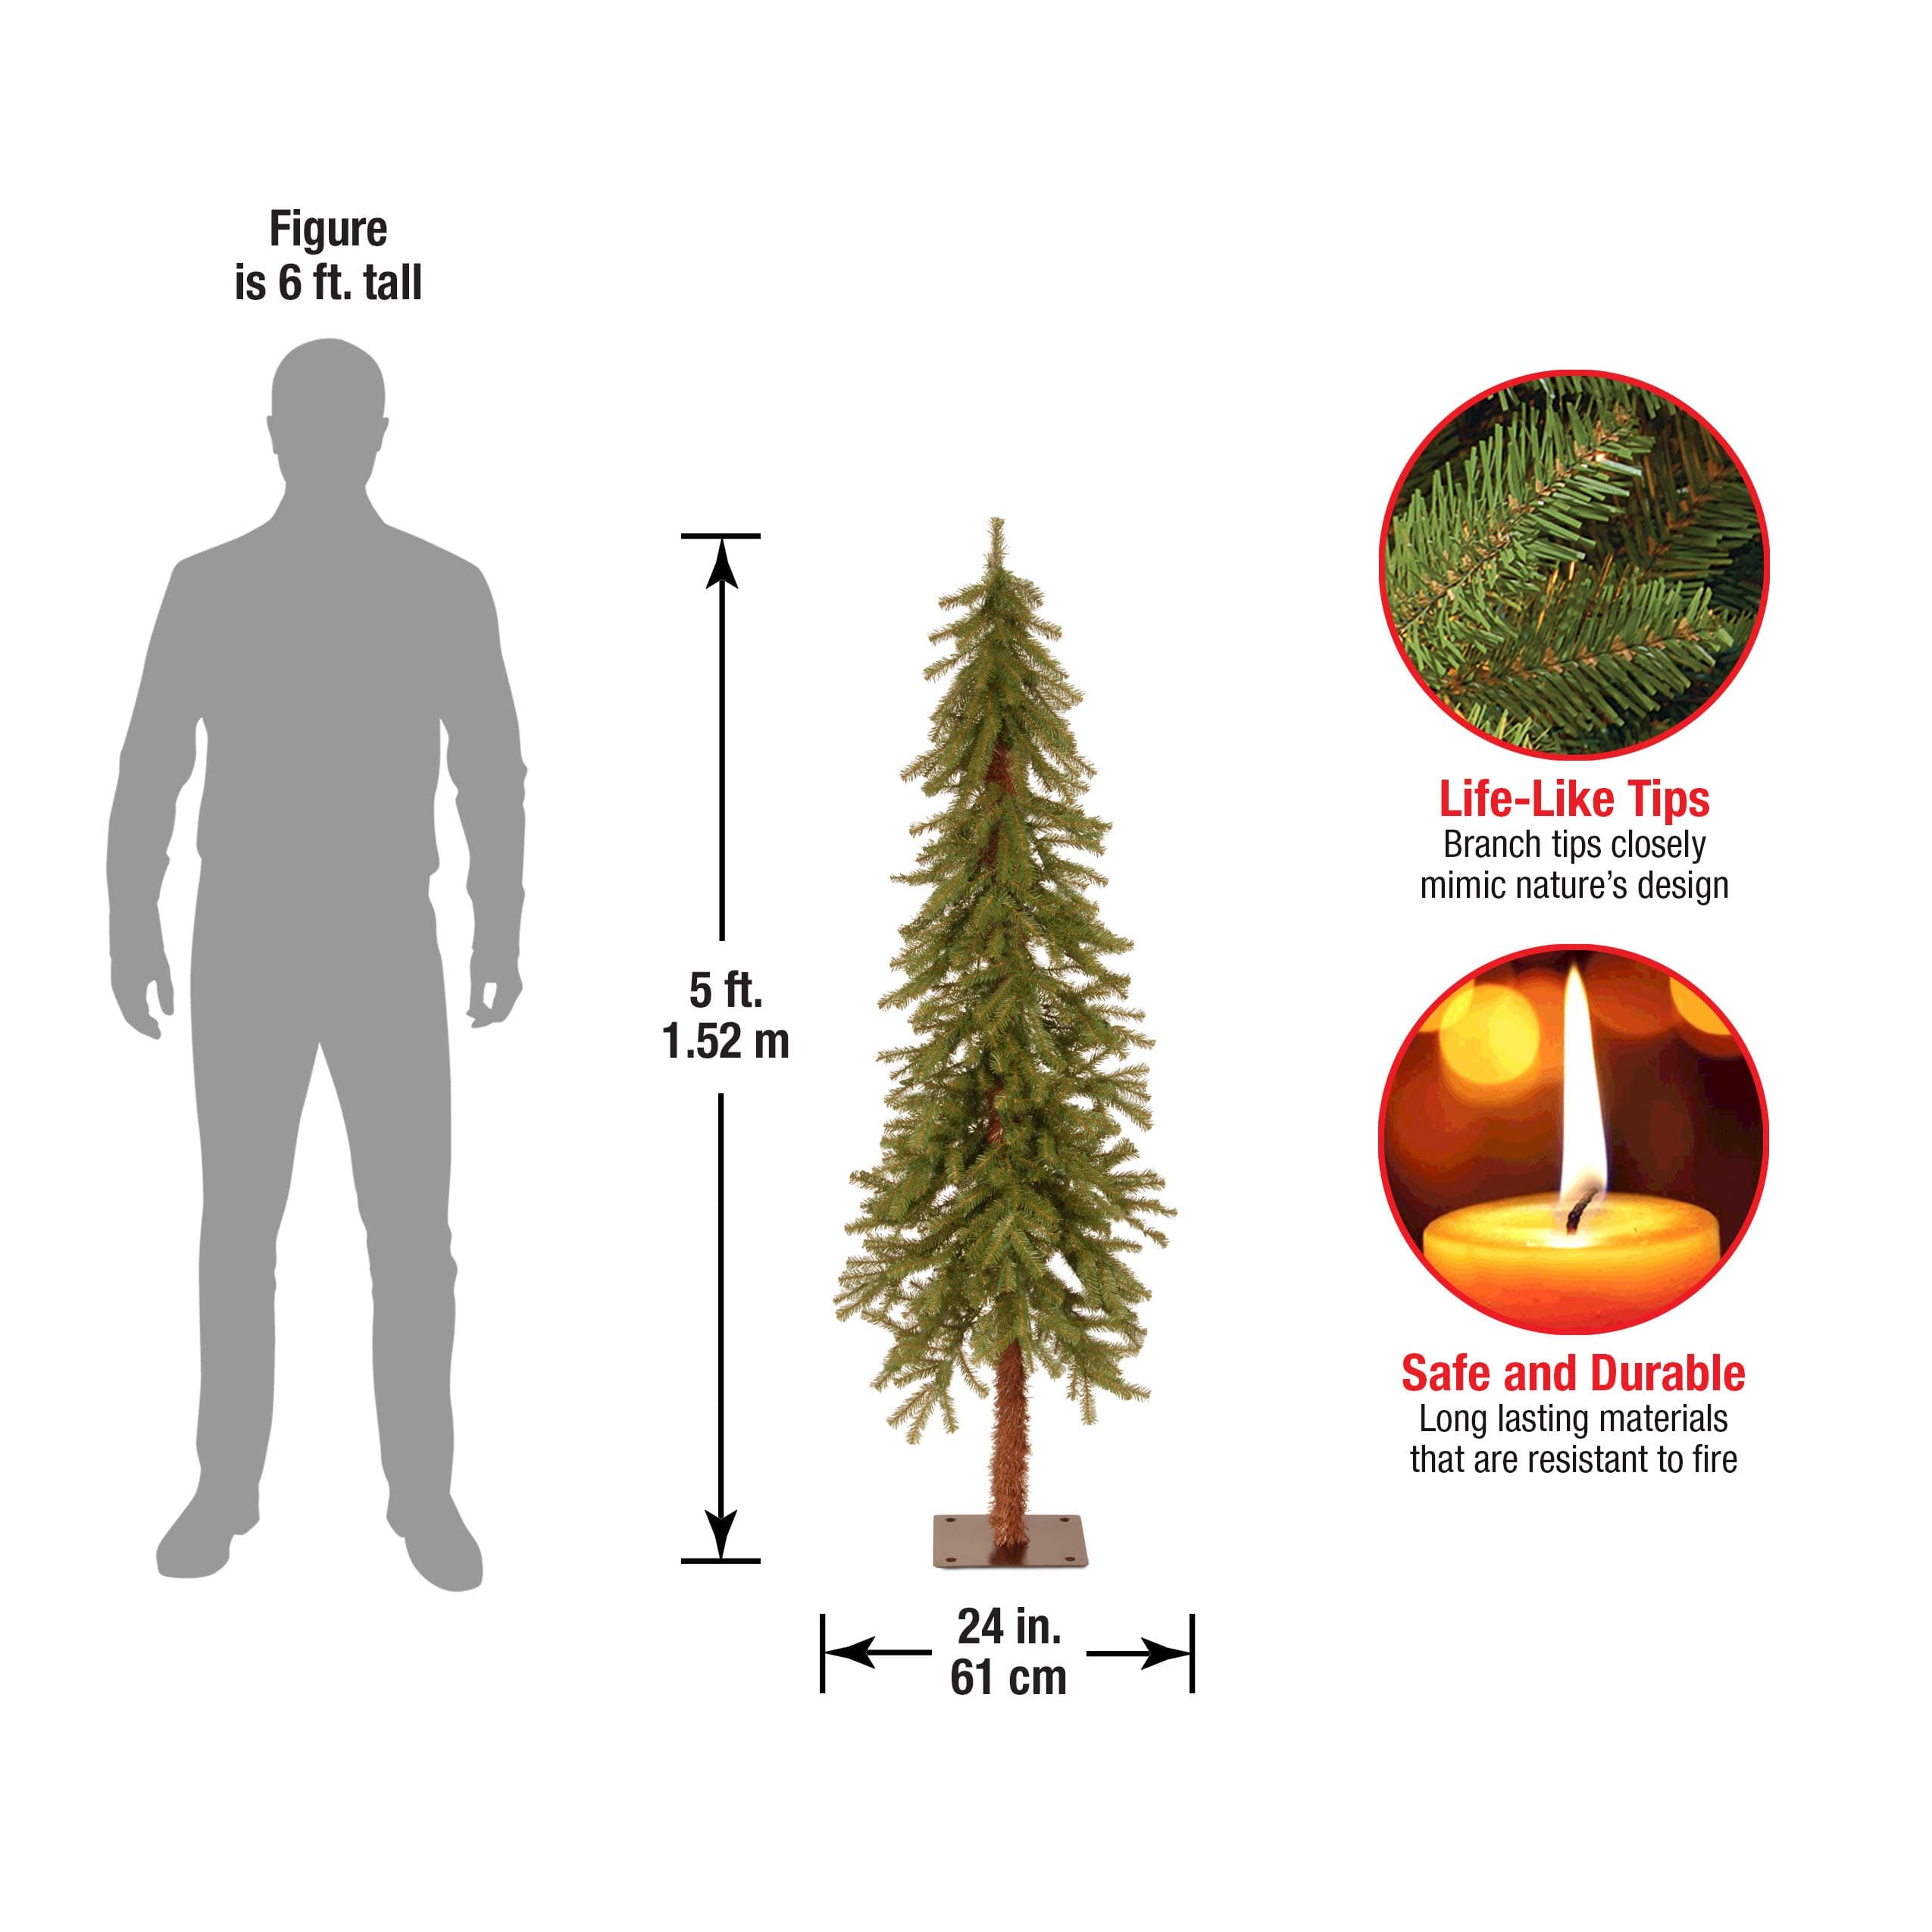 Figure
is 6 ft. tall
5 ft.
1.52 m
24 in.
61 cm
Life-Like Tips
Branch tips closely
mimic nature's design
Safe and Durable
Long lasting materials
that are resistant to fire